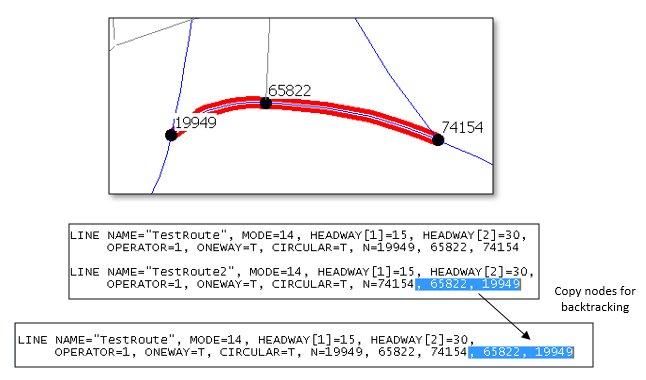 65822
19949
74154
LINE NAME="TestRoute", MODE=14, HEADWAY[1]=15, HEADWAY[2]=30,
OPERATOR=1, ONEWAY=T, CIRCULAR=T, N=19949, 65822, 74154
LINE NAME="TestRoute2", MODE=14, HEADWAY[1]=15, HEADWAY[2]=30,
OPERATOR=1, ONEWAY=T, CIRCULAR=T, N=74154, 65822, 19949
Copy nodes for
backtracking
LINE NAME="TestRoute", MODE=14, HEADWAY[1]=15, HEADWAY[2]=30,
OPERATOR=1, ONEWAY=T, CIRCULAR=T, N=19949, 65822, 74154, 65822, 19949